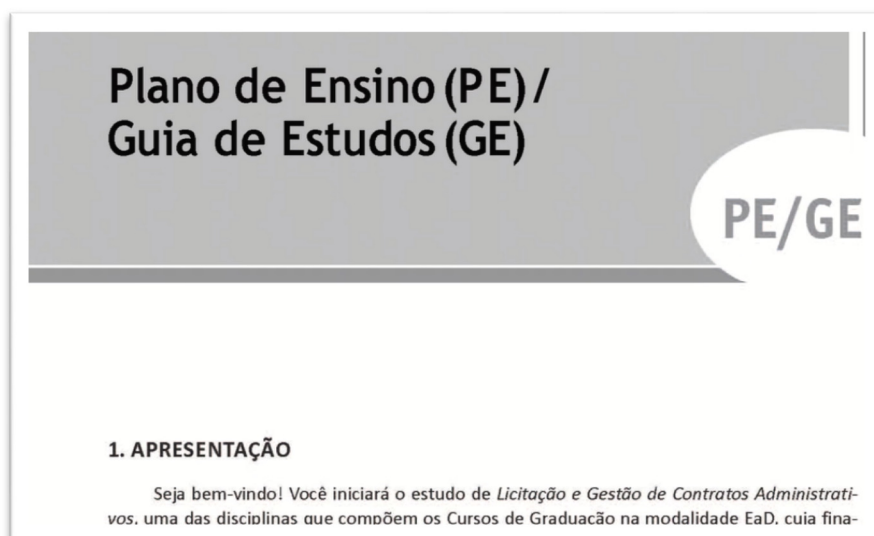 Plano de Ensino (PE)/
Guia de Estudos (GE)
PE/GE
1. APRESENTAÇÃO
Seja bem-vindo! Você iniciará o estudo de Licitação e Gestão de Contratos Administrati-
vos, uma das disciplinas que compõem os Cursos de Graduação na modalidade EaD, cuja fina-